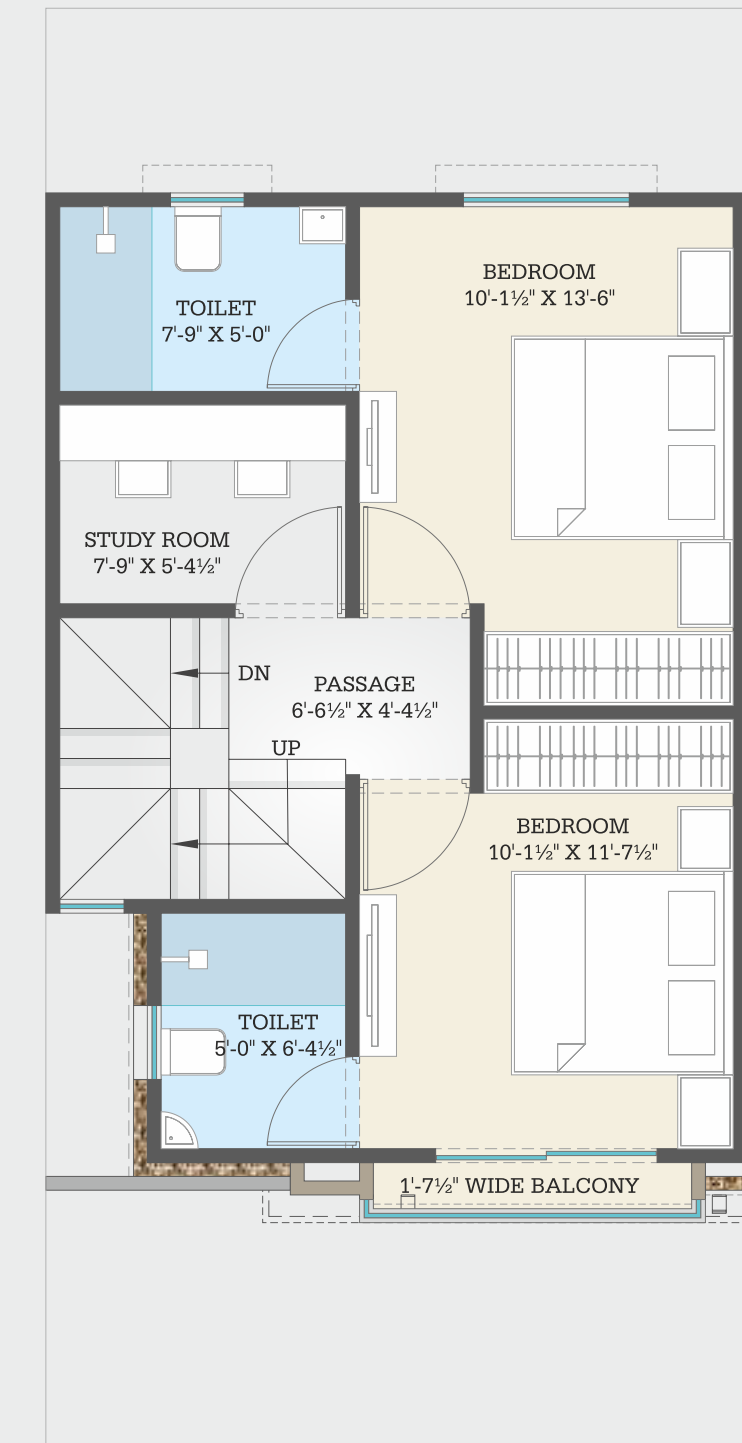 BEDROOM
10'-1½" X 13'-6"
TOILET
7'-9" X 5'-0"
STUDY ROOM
7'-9" X 5'-4½"
DN
PASSAGE
6'-6½" X 4'-4½"
UP
BEDROOM
10'-1½" X 11'-7½"
TOILET
5'-0" X 6'-4½"
1'-7½" WIDE BALCONY